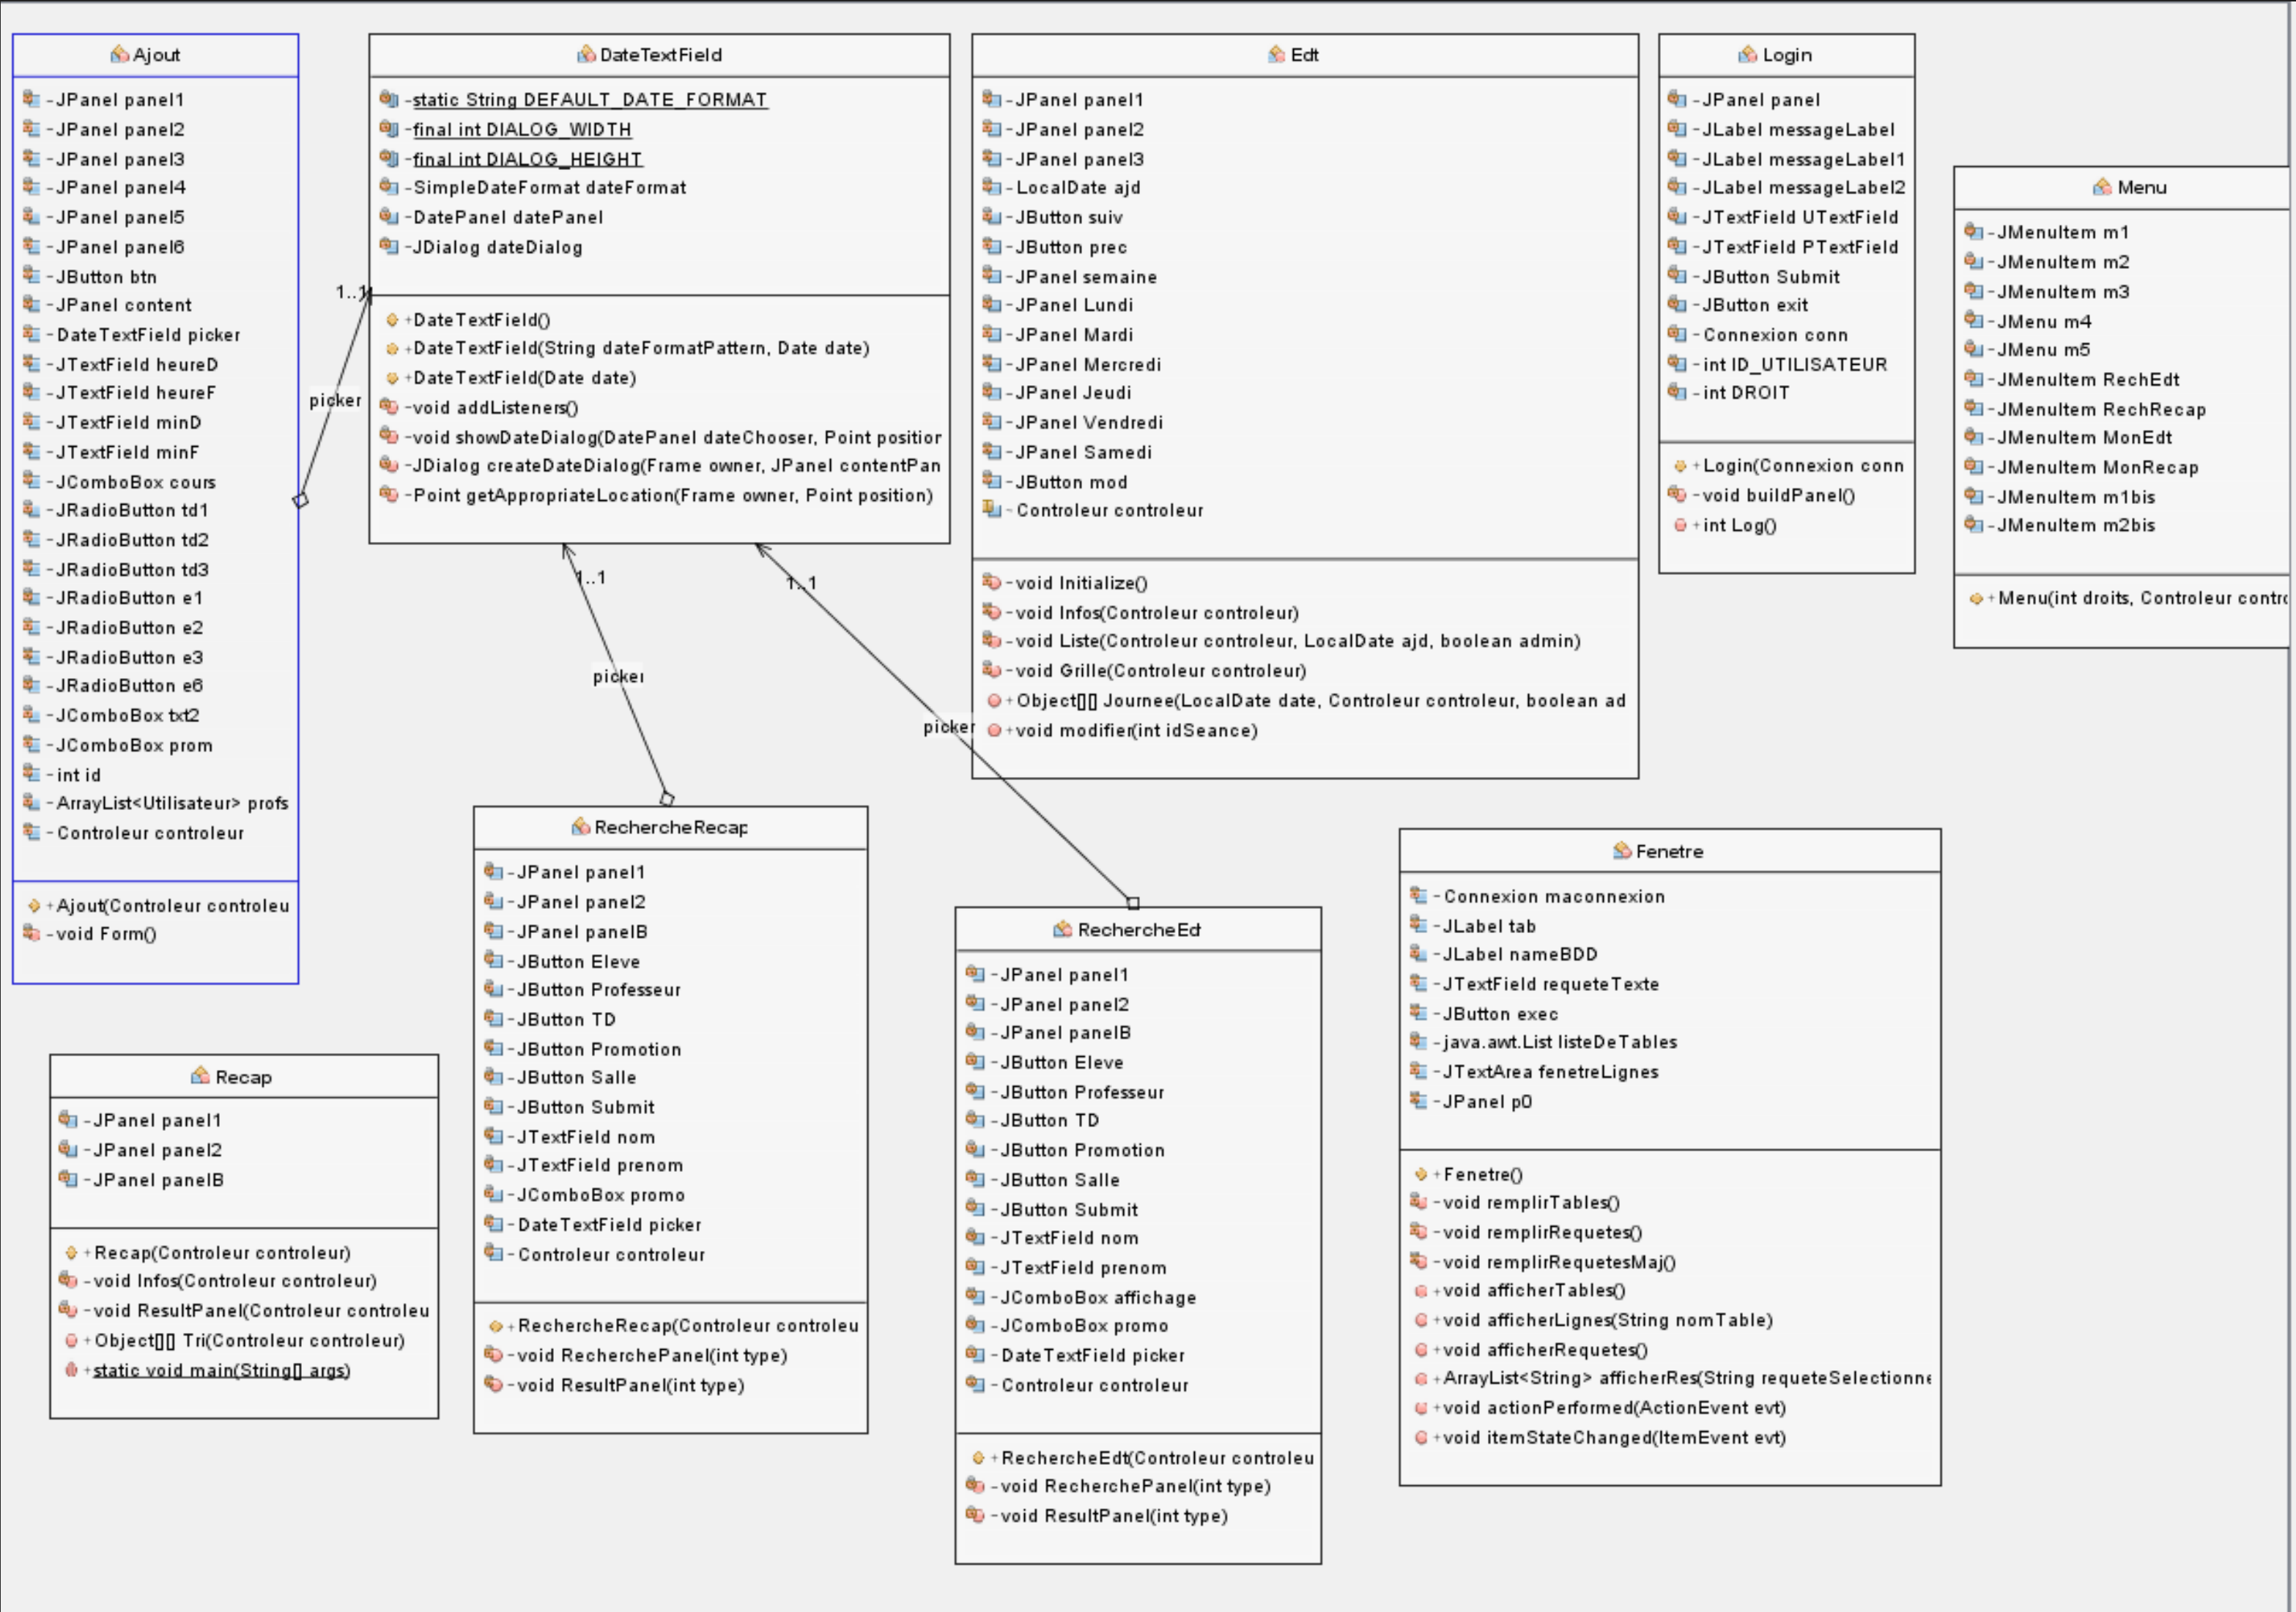 Ajout
-JPanel panel1
-JPanel panel2
-JPanel panel3
-JPanel panel4
-JPanel panel5
-JPanel panel6
-JButton btn
-JPanel content
-DateTextField picker
-JTextField heureD
-JTextField heureF
-JTextField minD
-JTextField minF
-JComboBox cours
-JRadioButton td1
-JRadioButton td2
-JRadioButton td3
-JRadioButton e1
-JRadioButton e2
-JRadioButton e3
-JRadioButton e6
-JComboBox txt2
-JComboBox prom
-int id
-ArrayList<Utilisateur> profs
-Controleur controleur
+Ajout(Controleur controleu
-void Form()
1..1
picker
DateTextField
-static String DEFAULT_DATE_FORMAT
-final int DIALOG_WIDTH
-final int DIALOG_HEIGHT
-SimpleDateFormat dateFormat
-DatePanel datePanel
-JDialog dateDialog
+DateTextField()
+DateTextField(String dateFormatPattern, Date date)
+DateTextField(Date date)
-void addListeners()
-void showDateDialog(DatePanel dateChooser, Point position
-JDialog createDateDialog(Frame owner, JPanel contentPan
-Point getAppropriateLocation(Frame owner, Point position)
1..1
picker
1..1
picker
Edt
-JPanel panel1
-JPanel panel2
-JPanel panel3
-LocalDate ajd
-JButton suiv
-JButton prec
-JPanel semaine
-JPanel Lundi
-JPanel Mardi
-JPanel Mercredi
-JPanel Jeudi
-JPanel Vendredi
-JPanel Samedi
-JButton mod
-Controleur controleur
-void Initialize()
-void Infos(Controleur controleur)
-void Liste(Controleur controleur, LocalDate ajd, boolean admin)
-void Grille(Controleur controleur)
+Object[][] Journee(LocalDate date, Controleur controleur, boolean ad
+void modifier(int idSeance)
Login
-JPanel panel
-JLabel messageLabel
-JLabel messageLabel1
-JLabel messageLabel2
-JTextField UTextField
-JTextField PTextField
-JButton Submit
-JButton exit
-Connexion conn
-int ID_UTILISATEUR
-int DROIT
+Login(Connexion conn
-void buildPanel()
+int Log()
Menu
-JMenuItem m1
-JMenuItem m2
-JMenuItem m3
-JMenu m4
-JMenu m5
-JMenuItem RechEdt
-JMenuItem RechRecap
-JMenuItem MonEdt
-JMenuItem MonRecap
-JMenuItem m1bis
-JMenuItem m2bis
+Menu(int droits, Controleur contro
Recap
-JPanel panel1
-JPanel panel2
-JPanel panelB
+Recap(Controleur controleur)
-void Infos(Controleur controleur)
-void ResultPanel(Controleur controleu
+Object[][] Tri(Controleur controleur)
+static void main(String[] args)
RechercheRecap
-JPanel panel1
-JPanel panel2
-JPanel panelB
-JButton Eleve
-JButton Professeur
-JButton TD
-JButton Promotion
-JButton Salle
-JButton Submit
-JTextField nom
-JTextField prenom
-JComboBox promo
-DateTextField picker
-Controleur controleur
+RechercheRecap(Controleur controleu
-void RecherchePanel(int type)
-void ResultPanel(int type)
RechercheEdt
-JPanel panel1
-JPanel panel2
-JPanel panelB
-JButton Eleve
-JButton Professeur
-JButton TD
-JButton Promotion
-JButton Salle
-JButton Submit
-JTextField nom
-JTextField prenom
-JComboBox affichage
-JComboBox promo
-DateTextField picker
-Controleur controleur
+RechercheEdt(Controleur controleu
-void RecherchePanel(int type)
-void ResultPanel(int type)
Fenetre
-Connexion maconnexion
-JLabel tab
-JLabel nameBDD
-JTextField requeteTexte
-JButton exec
-java.awt.List listeDeTables
-JTextArea fenetreLignes
-JPanel p0
+Fenetre()
-void remplirTables()
-void remplirRequetes()
-void remplirRequetesMaj()
+void afficherTables()
+void afficherLignes(String nomTable)
+void afficherRequetes()
+ArrayList<String> afficherRes(String requeteSelectionne
+void actionPerformed(ActionEvent evt)
+void itemStateChanged(ItemEvent evt)